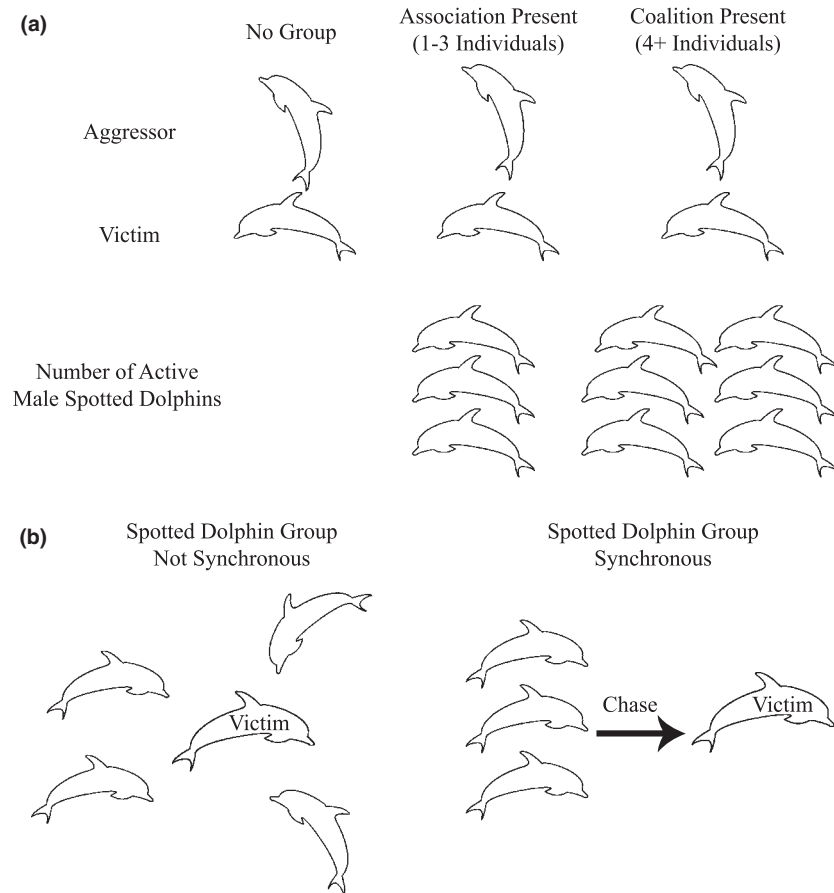 (a)
No Group
Association Present
(1-3 Individuals)
Coalition Present
(4+ Individuals)
Aggressor
Victim
Number of Active
Male Spotted Dolphins
(b)
Spotted Dolphin Group
Not Synchronous
Spotted Dolphin Group
Synchronous
Victim
Chase
Victim